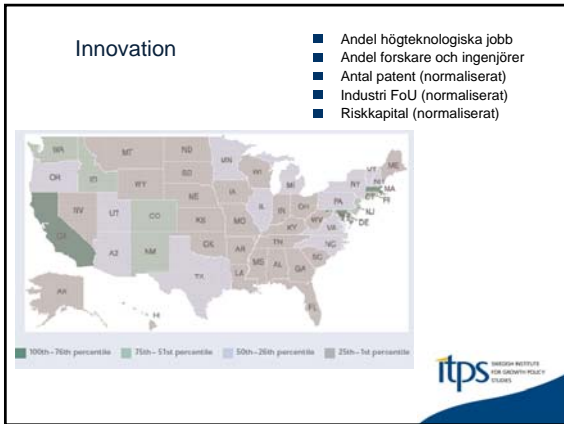 Innovation
Andel högteknologiska jobb
Andel forskare och ingenjörer
Antal patent (normaliserat)
Industri FoU (normaliserat)
Riskkapital (normaliserat)
WA
MT
ND
MN
OR
ID
SD
WI
MI
VT
NH
ME
WY
NY
MA
NV
NE
IA
PA
CT
RI
UT
CO
IL
IN
OH
NJ
CA
KS
MO
WV
VA
DE
KY
NC
AZ
NM
OK
AR
TN
SC
TX
MS
AL
GA
LA
AK
FL
HI
100th–76th percentile
75th–51st percentile
50th–26th percentile
25th–1st percentile
itps
SWEDISH INSTITUTE
FOR GROWTH POLICY
STUDIES